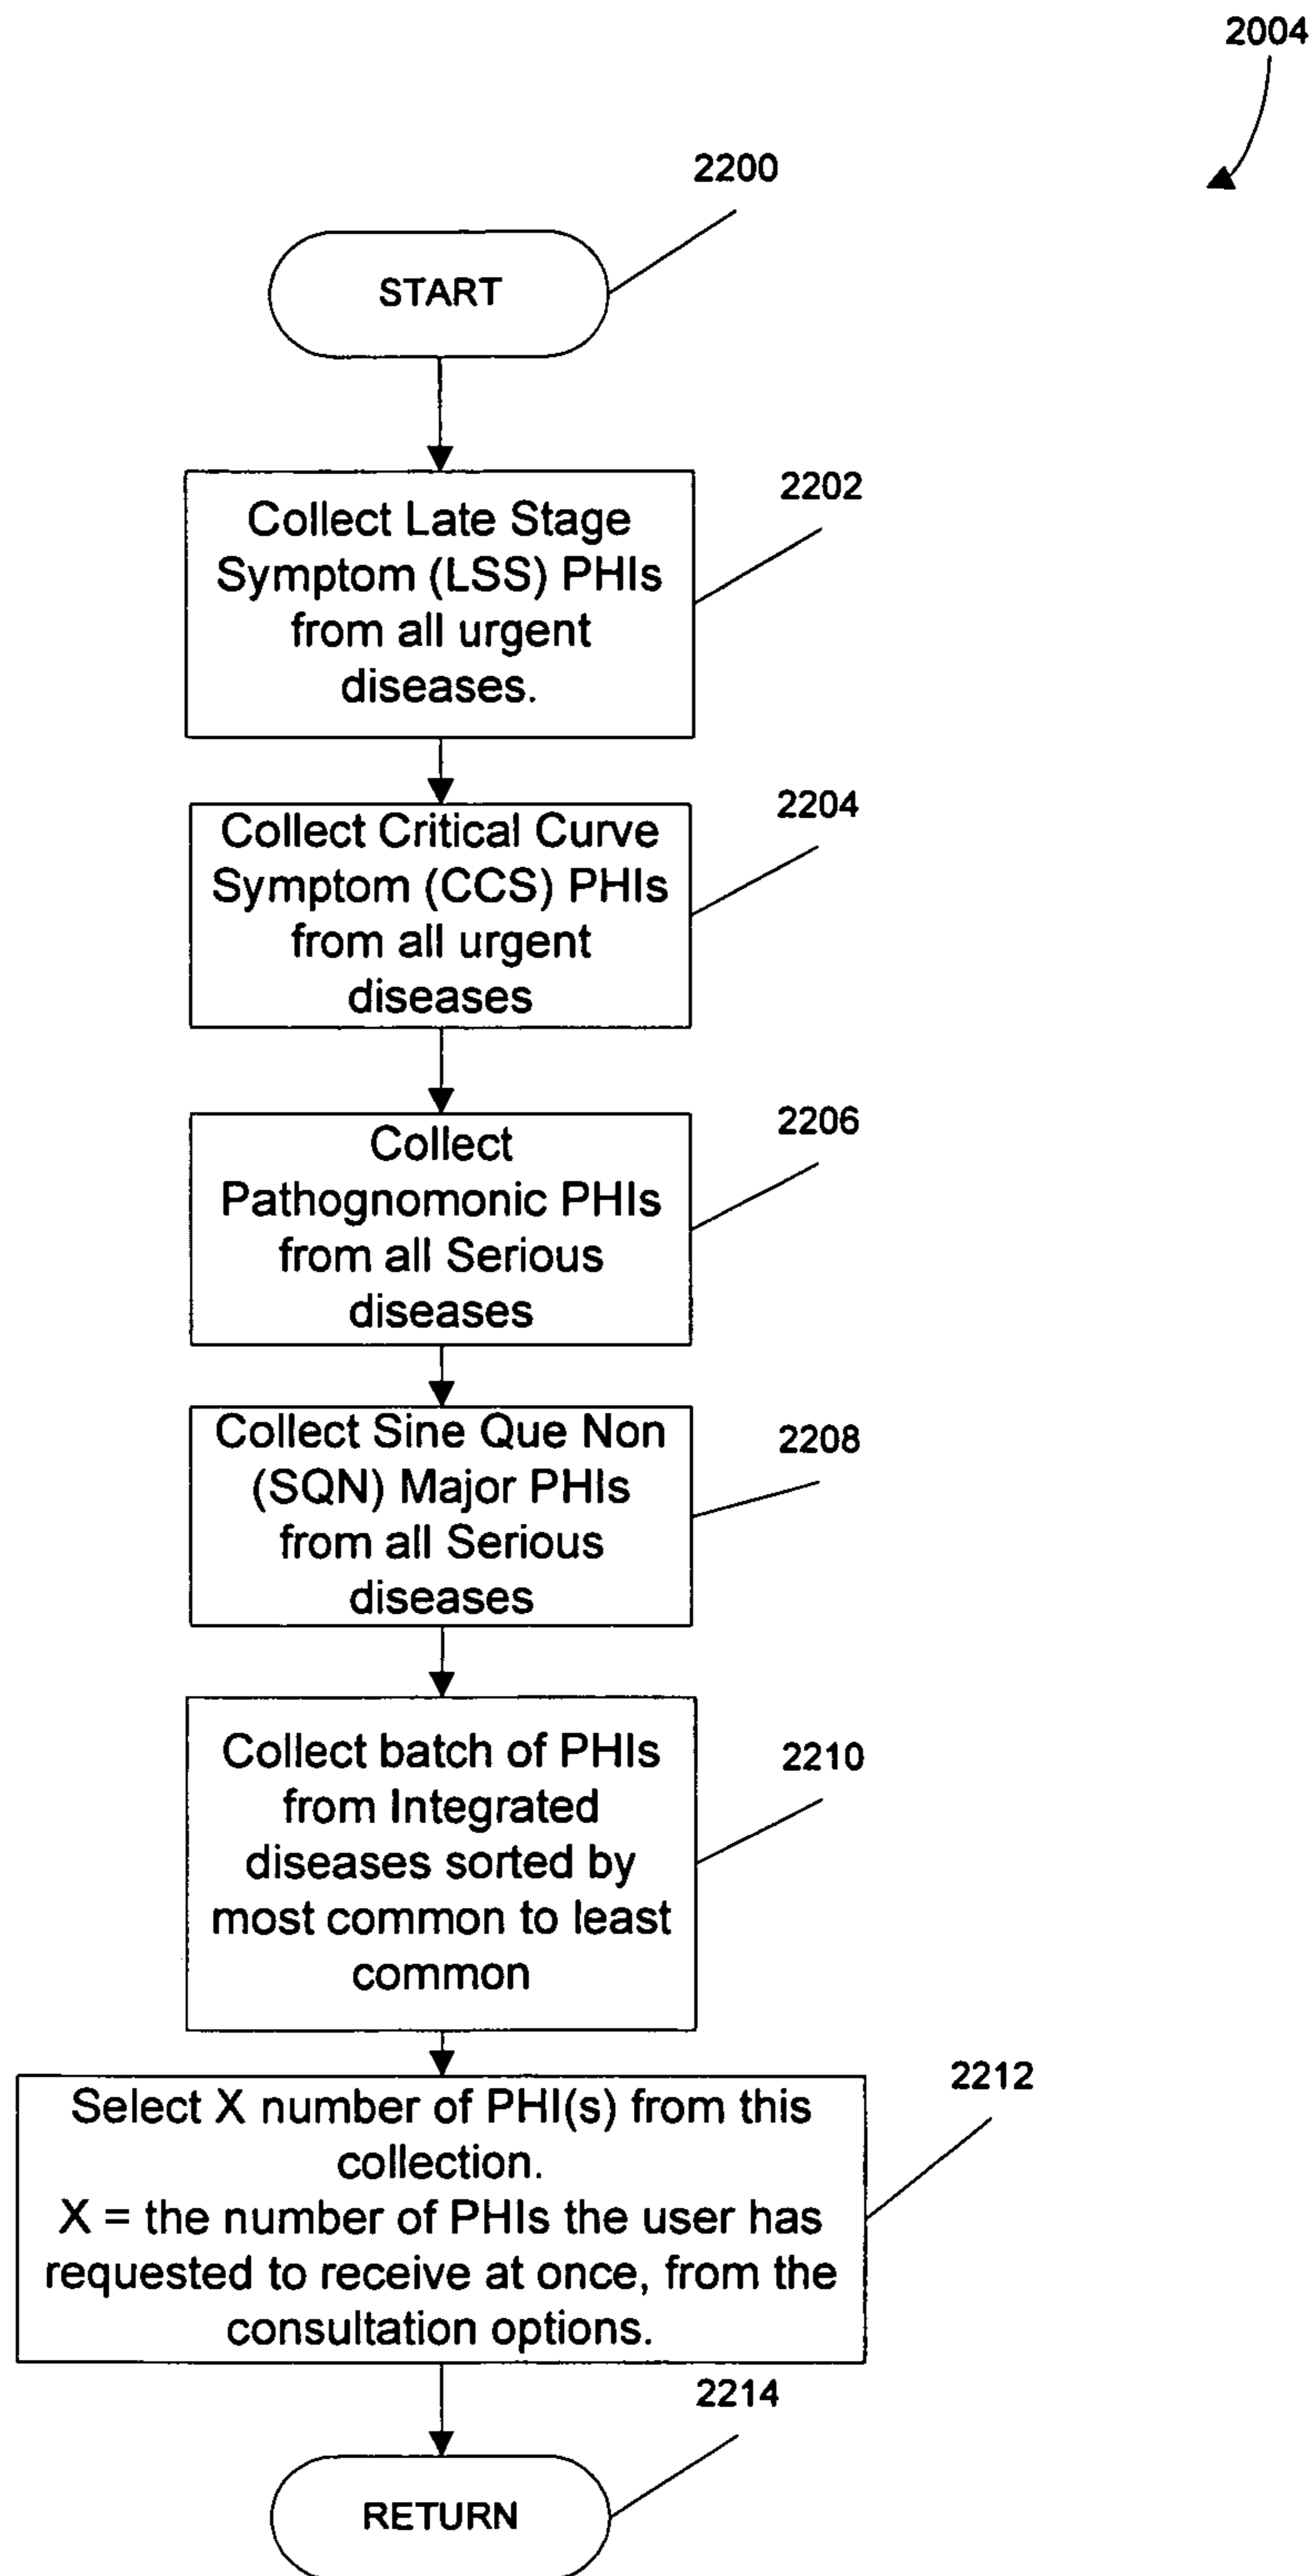 2004
2200
START
2202
Collect Late Stage
Symptom (LSS) PHIs
from all urgent
diseases.
2204
Collect Critical Curve
Symptom (CCS) PHIs
from all urgent
diseases
2206
Collect
Pathognomonic PHIs
from all Serious
diseases
2208
Collect Sine Que Non
(SQN) Major PHIs
from all Serious
diseases
2210
Collect batch of PHIs
from Integrated
diseases sorted by
most common to least
common
2212
Select X number of PHI(s) from this
collection.
X = the number of PHIs the user has
requested to receive at once, from the
consultation options.
2214
RETURN